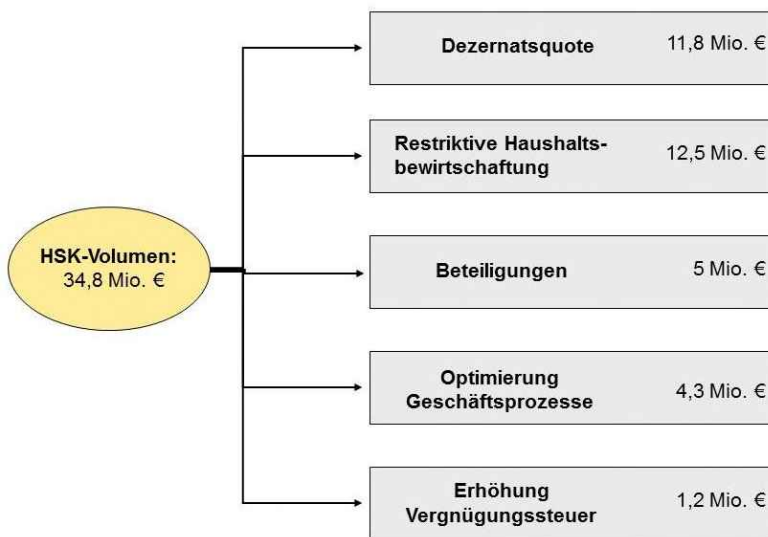 HSK-Volumen:
34,8 Mio. €
Dezernatsquote 11,8 Mio. €
Restriktive Haushalts-
bewirtschaftung 12,5 Mio. €
Beteiligungen 5 Mio. €
Optimierung
Geschäftsprozesse 4,3 Mio. €
Erhöhung
Vergnügungssteuer 1,2 Mio. €